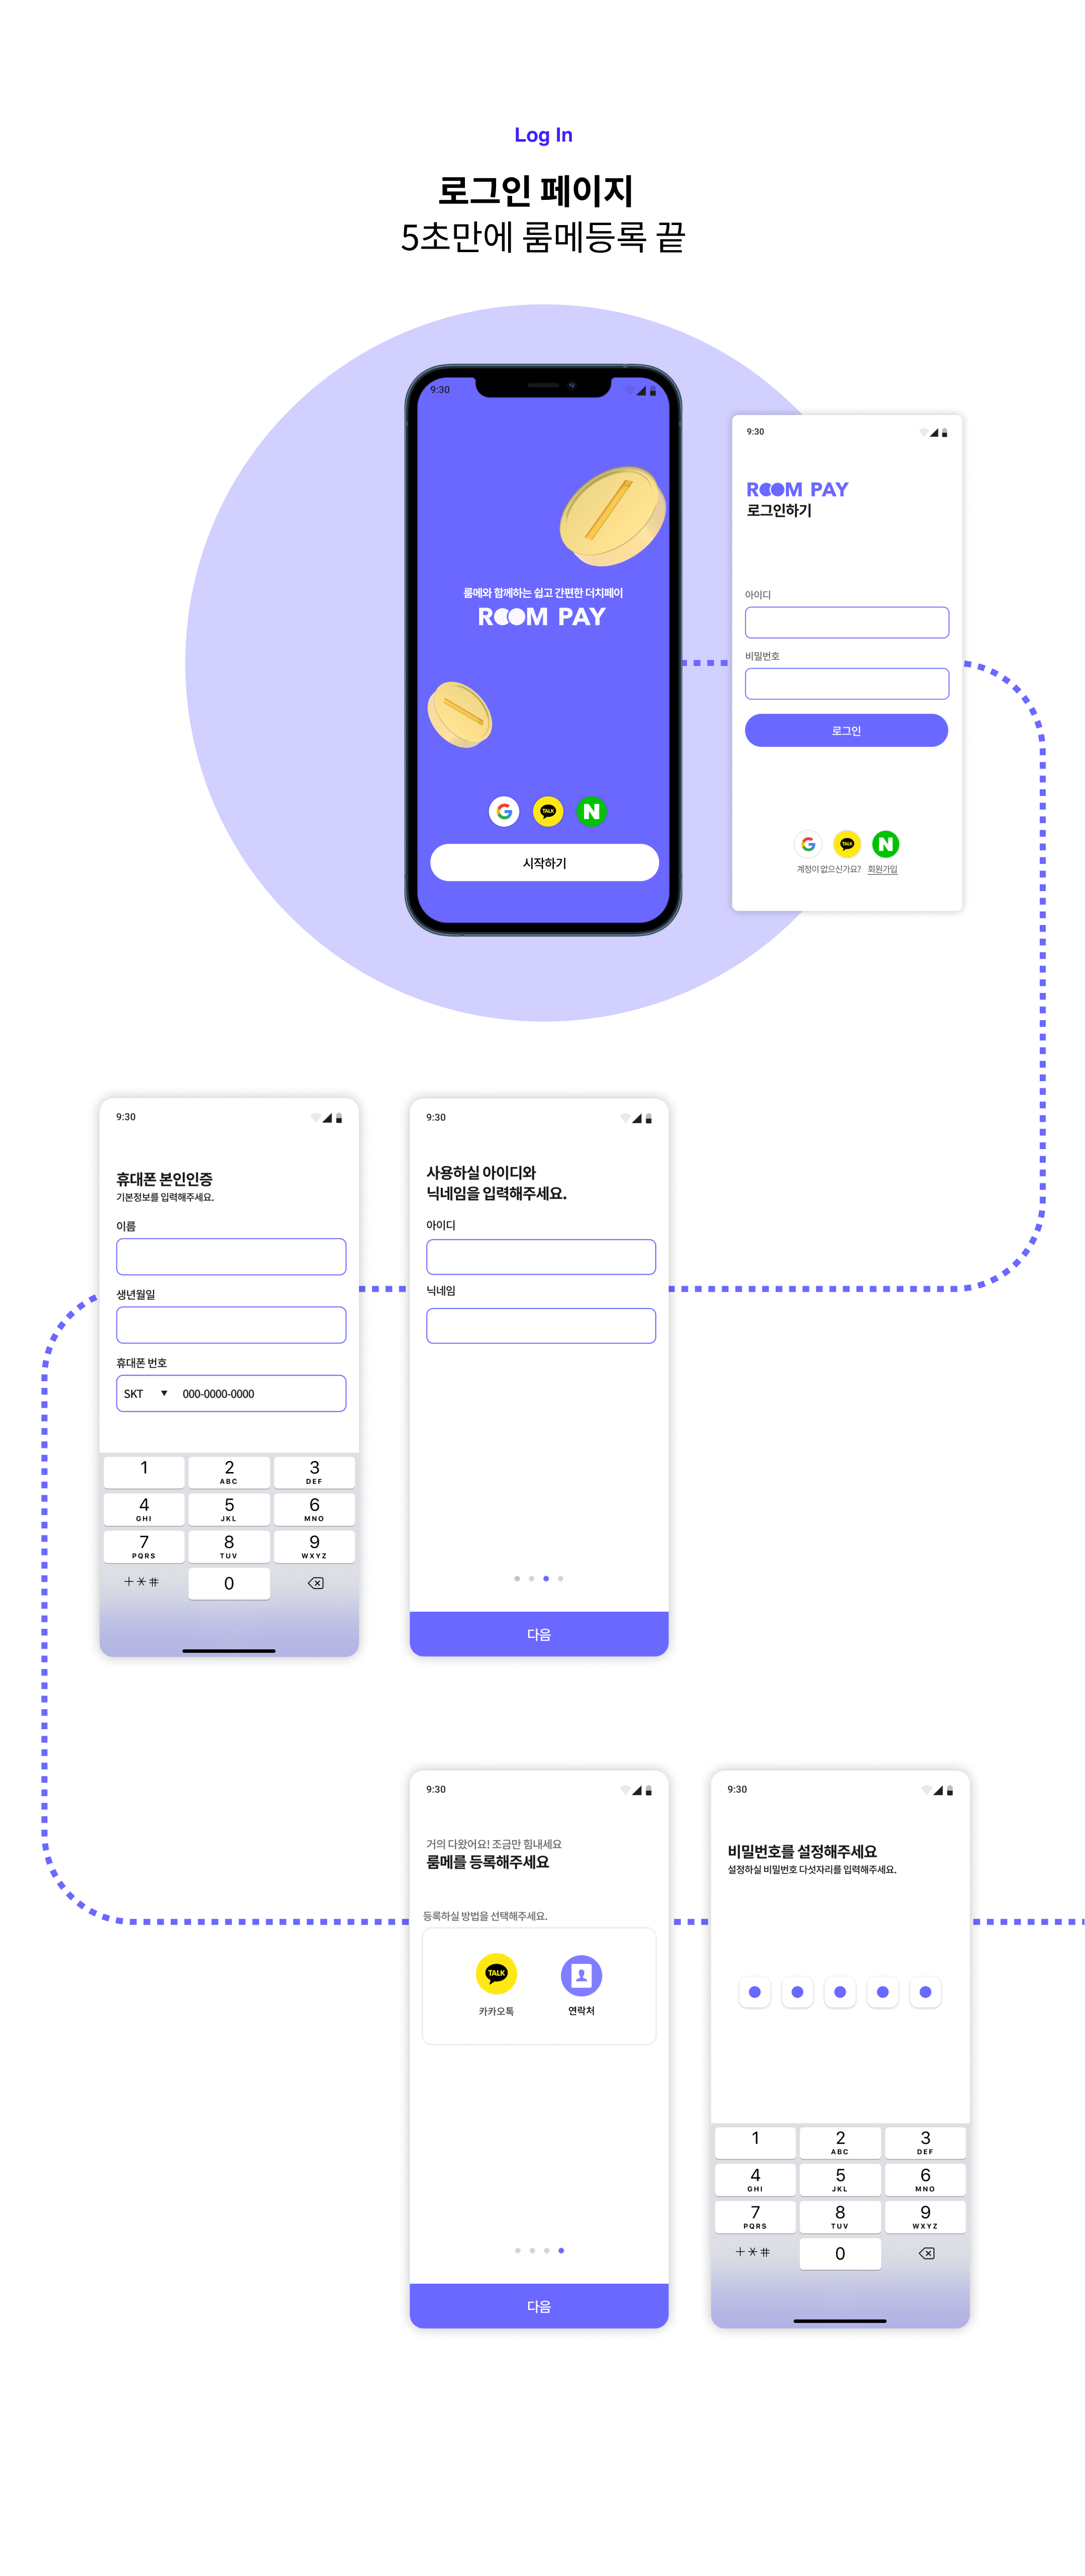 Log In
로그인 페이지
5초만에 룸메등록 끝
9:30
룸메와 함께하는 쉽고 간편한 더치페이
ROOM PAY
G TALK N
시작하기
9:30
ROOM PAY
로그인하기
아이디
비밀번호
로그인
G TALK N
계정이 없으신가요? 회원가입
9:30
휴대폰 본인인증
기본정보를 입력해주세요.
이름
생년월일
휴대폰 번호
SKT ▼ 000-0000-0000
1 2 3
ABC DEF
4 5 6
GHI JKL MNO
7 8 9
PQRS TUV WXYZ
+*# 0
9:30
사용하실 아이디와
닉네임을 입력해주세요.
아이디
닉네임
다음
9:30
거의 다왔어요! 조금만 힘내세요
룸메를 등록해주세요
등록하실 방법을 선택해주세요.
TALK
카카오톡 연락처
다음
9:30
비밀번호를 설정해주세요
설정하실 비밀번호 다섯자리를 입력해주세요.
1 2 3
ABC DEF
4 5 6
GHI JKL MNO
7 8 9
PQRS TUV WXYZ
+*# 0